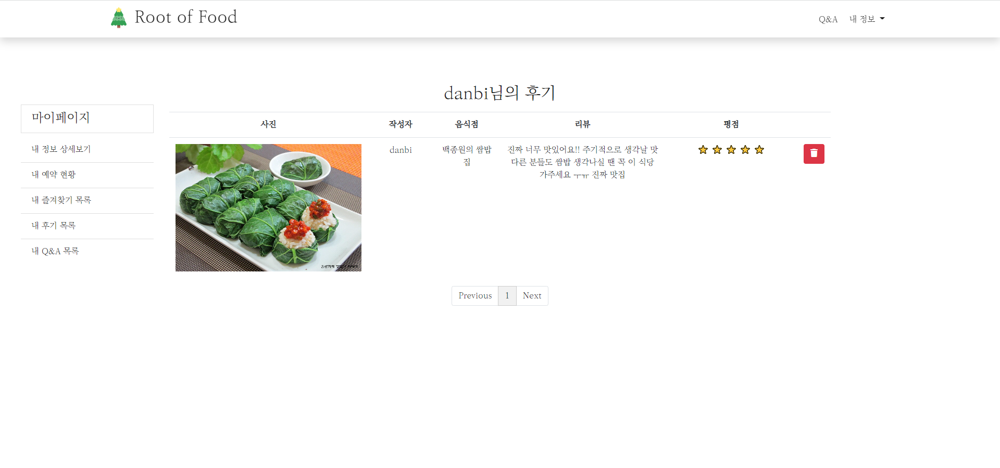 Root of Food
Q&A 내 정보
danbi님의 후기
마이페이지
내 정보 상세보기
내 예약 현황
내 즐겨찾기 목록
내 후기 목록
내 Q&A 목록
사진 작성자 음식점 리뷰 평점
danbi
백종원의 쌈밥
집
진짜 너무 맛있어요!! 주기적으로 생각날 맛
다른 분들도 쌈밥 생각나실 땐 꼭 이 식당
가주세요 ㅜㅠ 진짜 맛집
Previous 1 Next